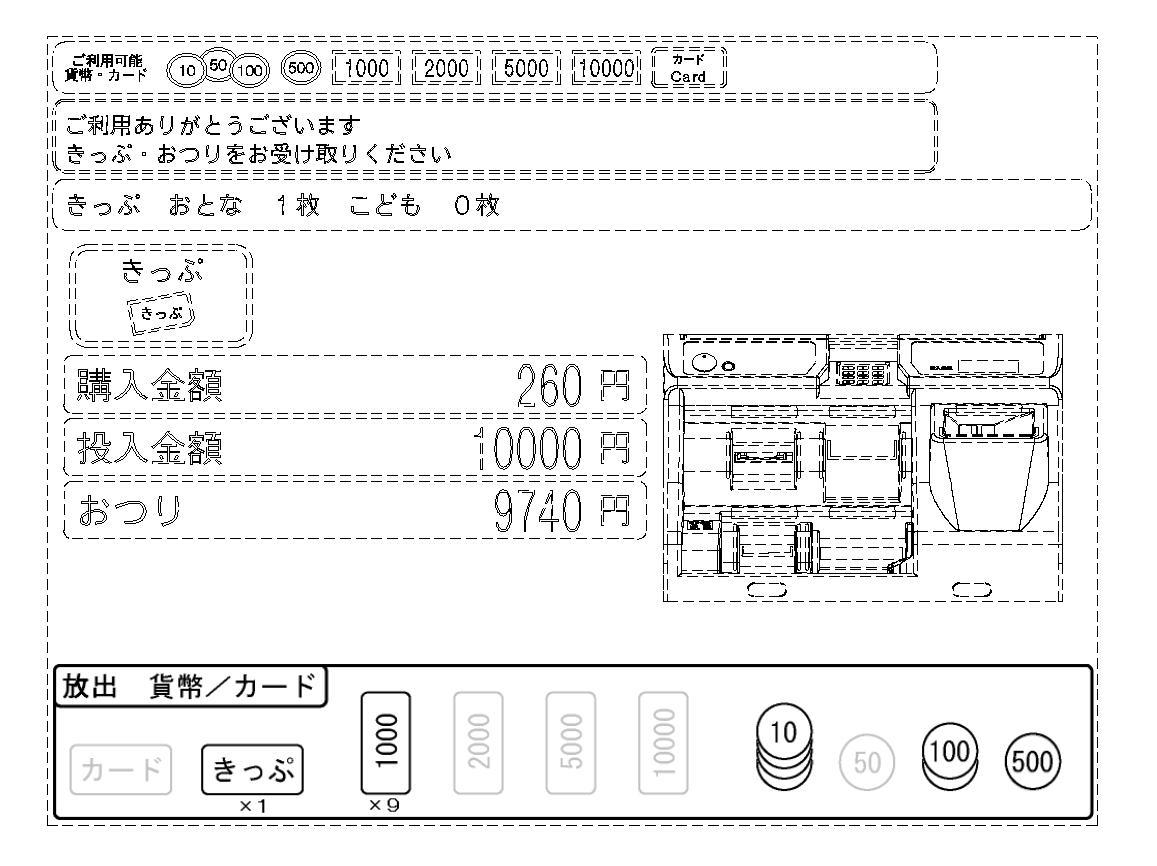 ご利用可能
貨幣・カード
10 50 100 500 1000 2000 5000 10000
カード
Card
ご利用ありがとうございます
きっぷ・おつりをお受け取りください
きっぷ おとな 1枚 こども 0枚
きっぷ
きっぷ
購入金額 260 円
投入金額 10000 円
おつり 9740 円
放出 貨幣/カード
カード きっぷ 1000 2000 5000 10000 10 50 100 500
×1 ×9